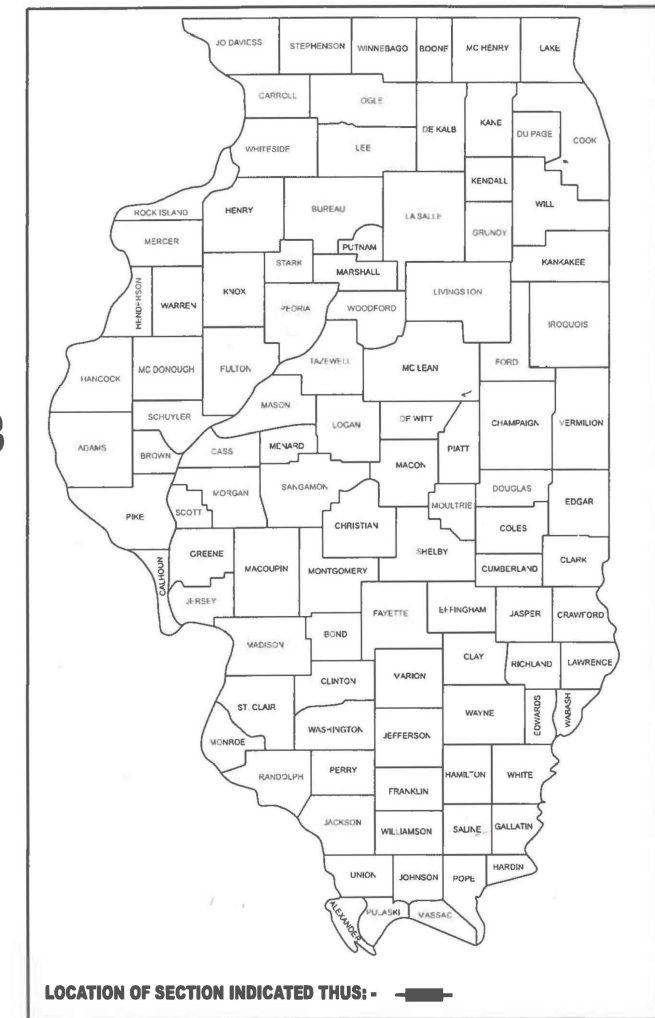 JO DAVIESS STEPHENSON WINNEBAGO BOONE MC HENRY LAKE
CARROLL OGLE DE KALB KANE DU PAGE COOK
WHITESIDE LEE
KENDALL WILL
ROCK ISLAND HENRY BUREAU LA SALLE GRUNDY
MERCER PUTNAM
STARK MARSHALL KANKAKEE
HENDERSON WARREN KNOX PEORIA WOODFORD LIVINGSTON IROQUOIS
HANCOCK MC DONOUGH FULTON TAZEWELL MC LEAN FORD
SCHUYLER MASON LOGAN DE WITT CHAMPAIGN VERMILION
ADAMS BROWN CASS MENARD PIATT
MACON
PIKE SCOTT MORGAN SANGAMON MOULTRIE DOUGLAS EDGAR
CHRISTIAN COLES
GREENE SHELBY
CALHOUN MACOUPIN MONTGOMERY CUMBERLAND CLARK
JERSEY FAYETTE EFFINGHAM JASPER CRAWFORD
MADISON BOND
CLAY RICHLAND LAWRENCE
CLINTON MARION
ST. CLAIR WAYNE EDWARDS WABASH
MONROE WASHINGTON JEFFERSON
RANDOLPH PERRY HAMILTON WHITE
FRANKLIN
JACKSON WILLIAMSON SALINE GALLATIN
UNION JOHNSON POPE HARDIN
ALEXANDER PULASKI MASSAC
LOCATION OF SECTION INDICATED THUS: -